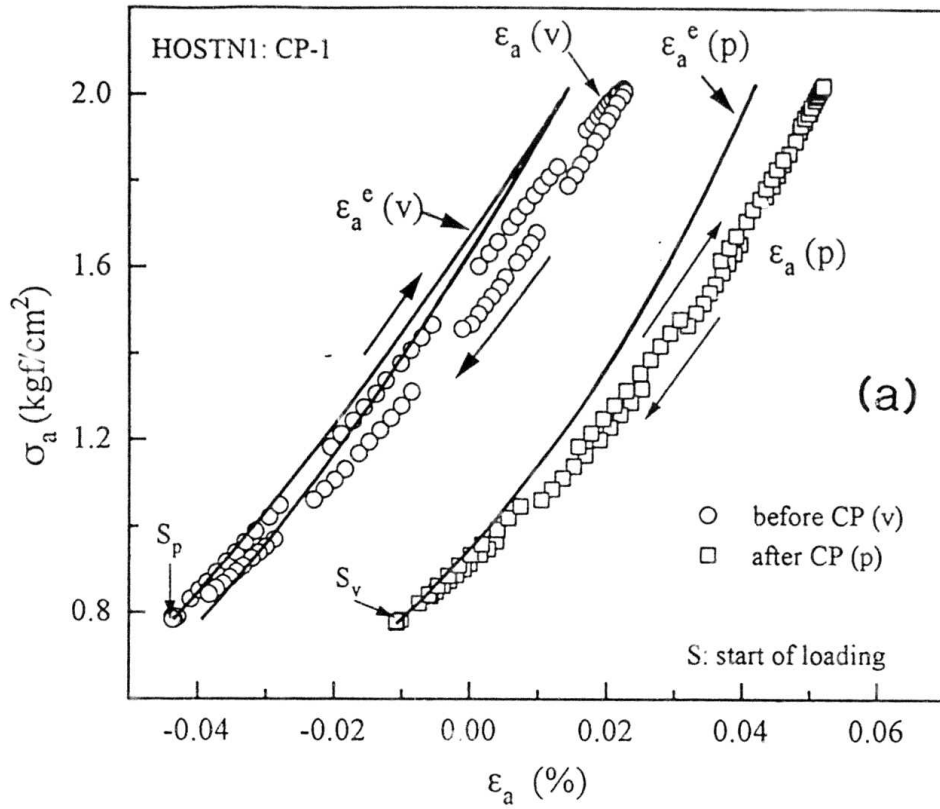 HOSTN1: CP-1
εₐ (v)
εₐᵉ (p)
εₐᵉ (v)
εₐ (p)
(a)
Sₚ
Sᵥ
○ before CP (v)
□ after CP (p)
S: start of loading
2.0
1.6
1.2
0.8
σₐ (kgf/cm²)
-0.04 -0.02 0.00 0.02 0.04 0.06
εₐ (%)